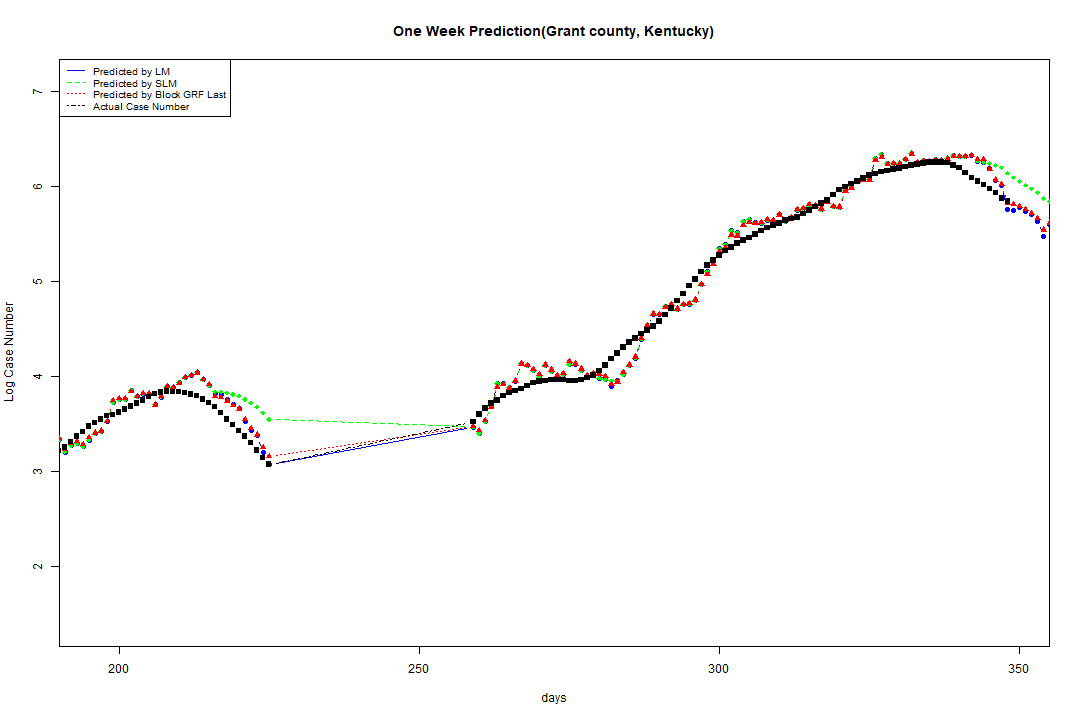 One Week Prediction(Grant county, Kentucky)
Predicted by LM
Predicted by SLM
Predicted by Block GRF Last
Actual Case Number
7
6
5
4
3
2
Log Case Number
200
250
300
350
days